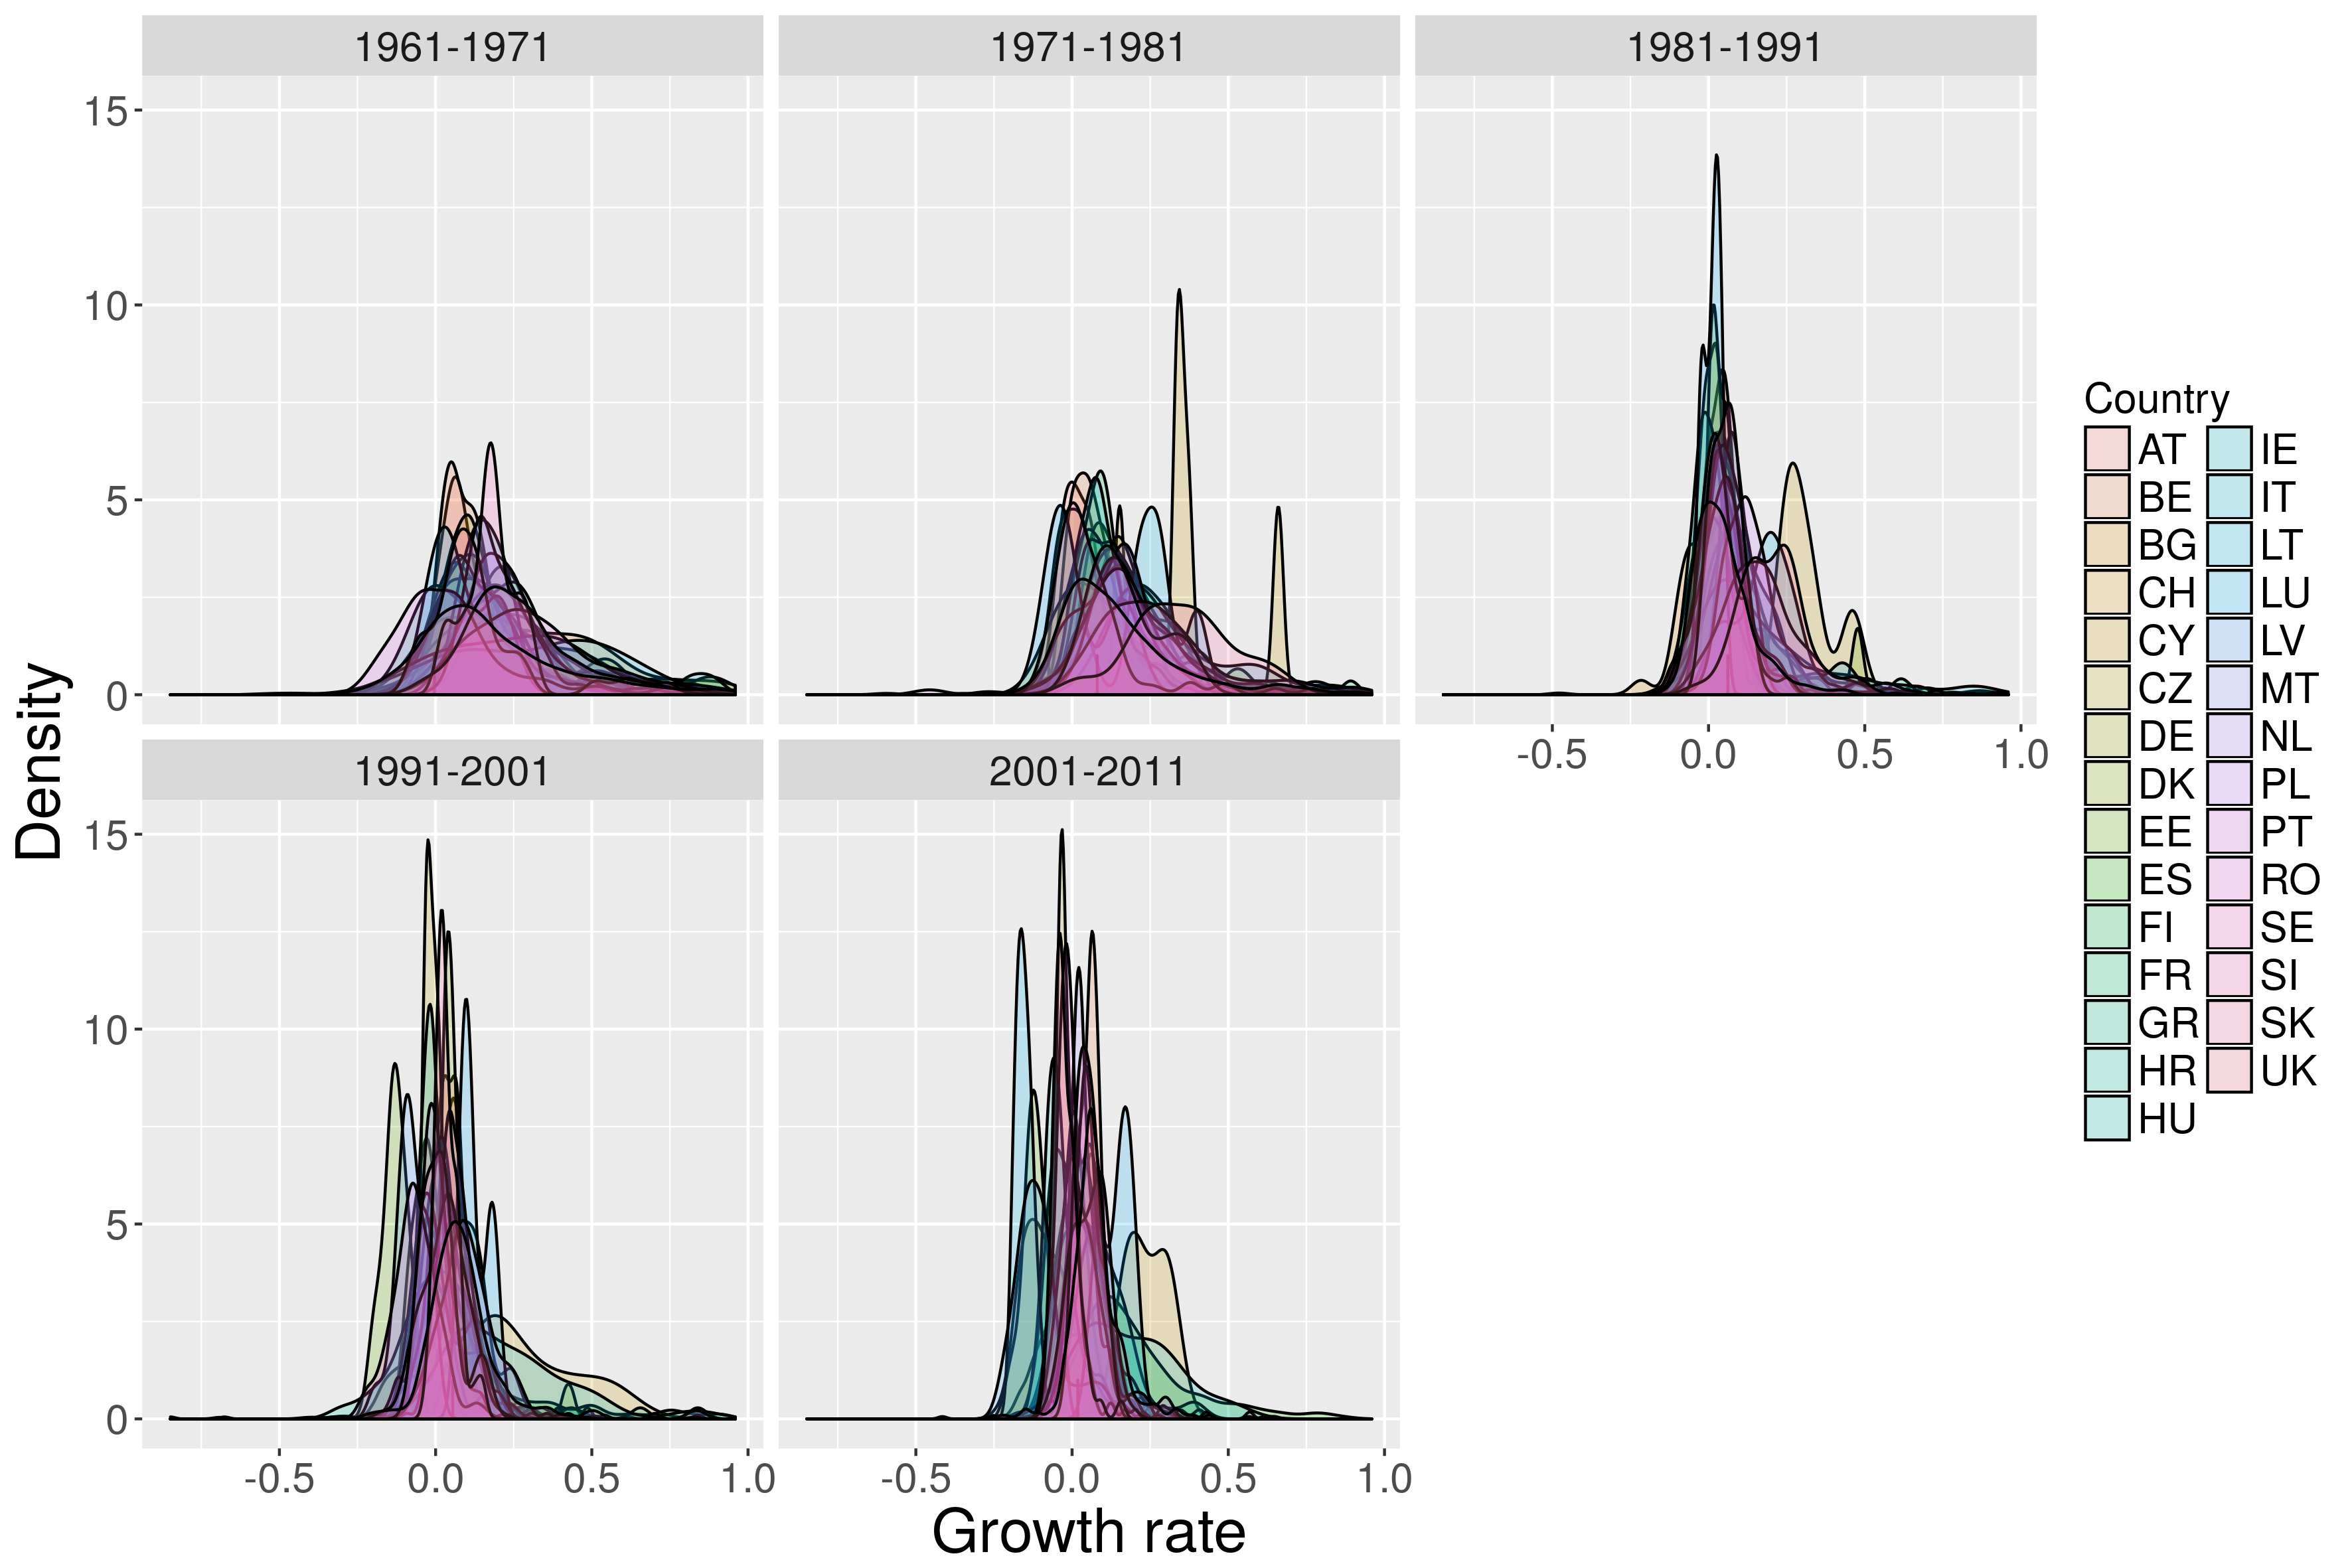 1961-1971
1971-1981
1981-1991
15
10
5
0
-0.5 0.0 0.5 1.0
1991-2001
2001-2011
15
10
5
0
-0.5 0.0 0.5 1.0
-0.5 0.0 0.5 1.0
Density
Growth rate
Country
AT IE
BE IT
BG LT
CH LU
CY LV
CZ MT
DE NL
DK PL
EE PT
ES RO
FI SE
FR SI
GR SK
HR UK
HU